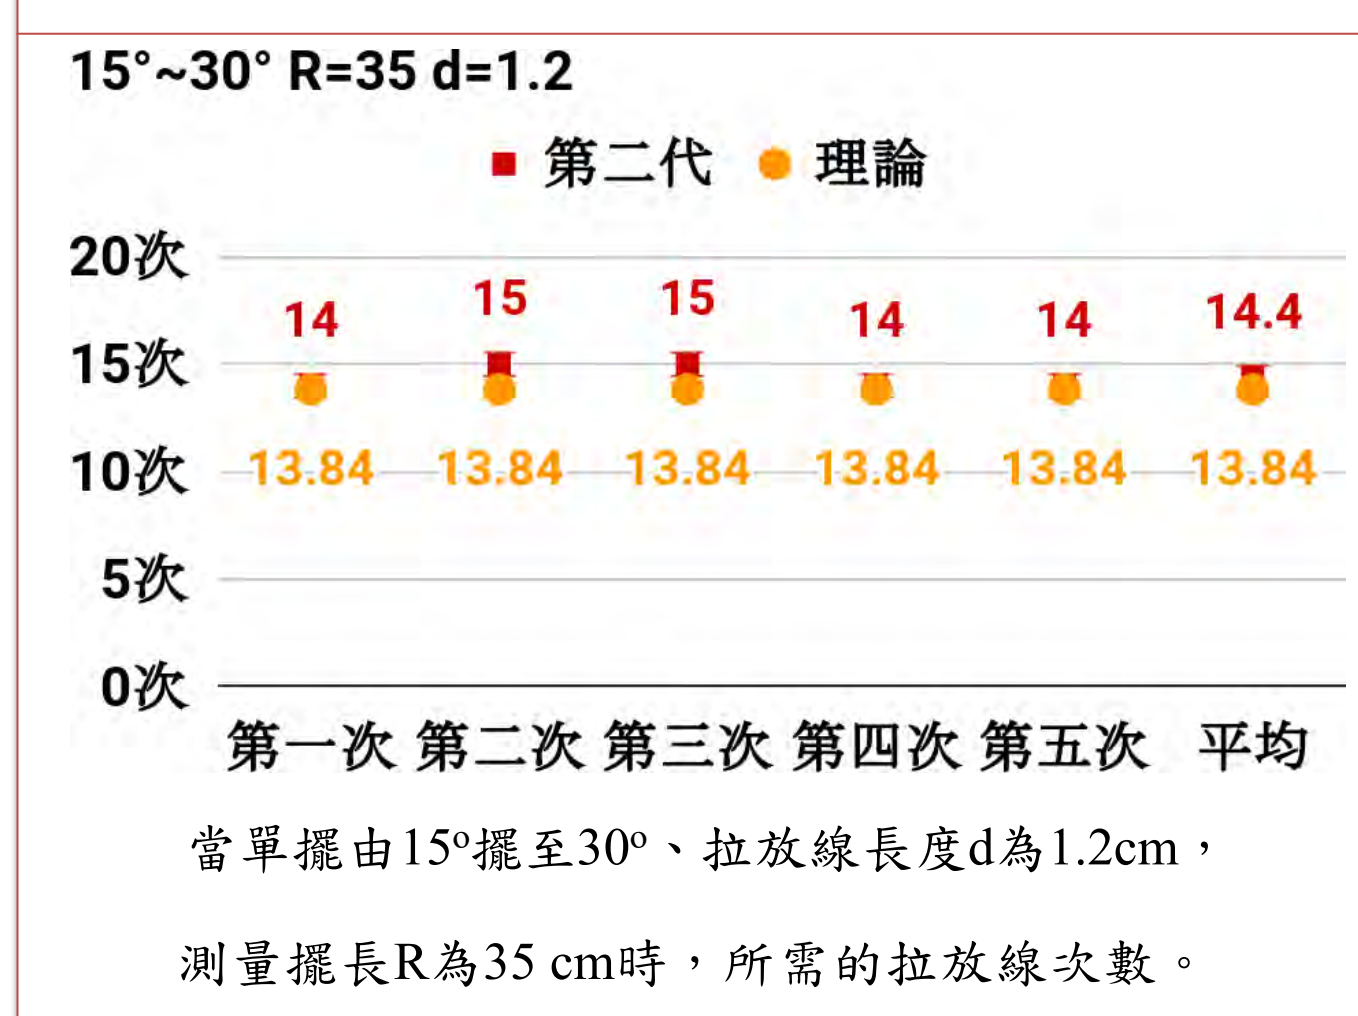 15°~30° R=35 d=1.2
第二代 理論
20次
14 15 15 14 14 14.4
15次
10次 13.84 13.84 13.84 13.84 13.84 13.84
5次
0次
第一次 第二次 第三次 第四次 第五次 平均
當單擺由15º擺至30º、拉放線長度d為1.2cm，
測量擺長R為35 cm時，所需的拉放線次數。